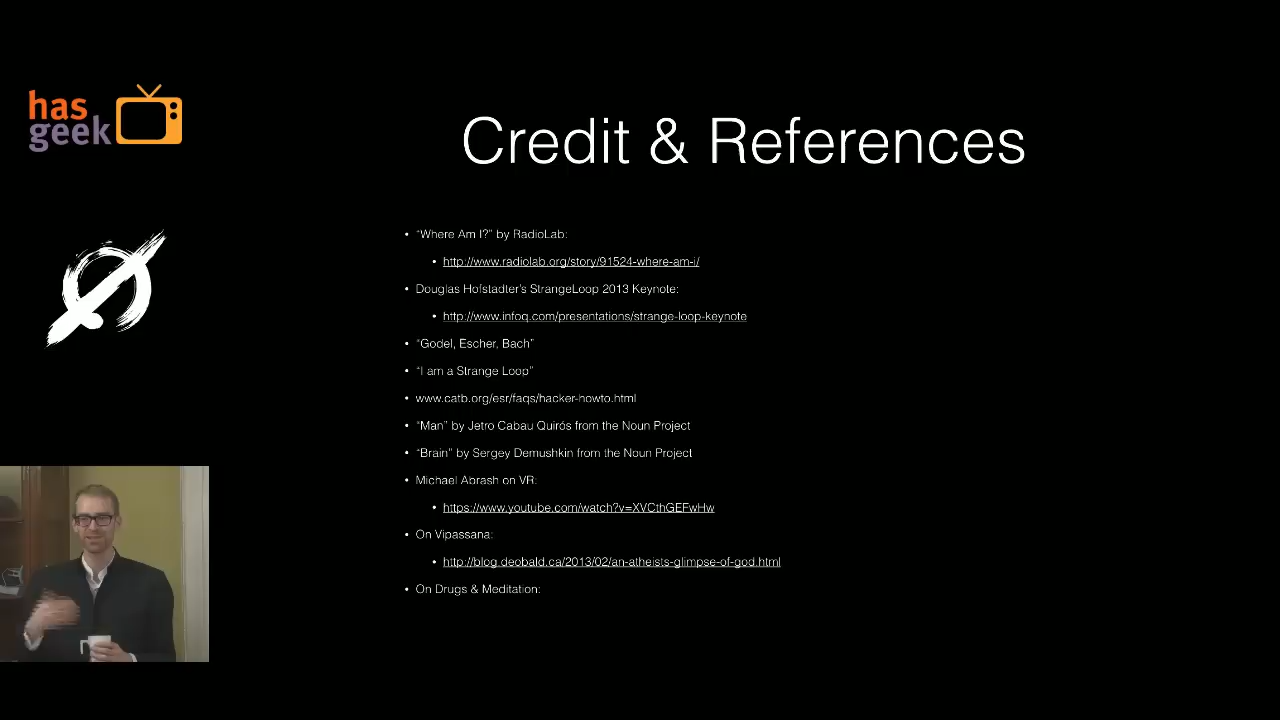 has
geek
Credit & References
• “Where Am I?” by RadioLab:
• http://www.radiolab.org/story/91524-where-am-i/
• Douglas Hofstadter's StrangeLoop 2013 Keynote:
• http://www.infoq.com/presentations/strange-loop-keynote
• “Godel, Escher, Bach”
• “I am a Strange Loop”
• www.catb.org/esr/faqs/hacker-howto.html
• “Man” by Jetro Cabau Quirós from the Noun Project
• “Brain” by Sergey Demushkin from the Noun Project
• Michael Abrash on VR:
• https://www.youtube.com/watch?v=XVCthGEFwHw
• On Vipassana:
• http://blog.deobald.ca/2013/02/an-atheists-glimpse-of-god.html
• On Drugs & Meditation: